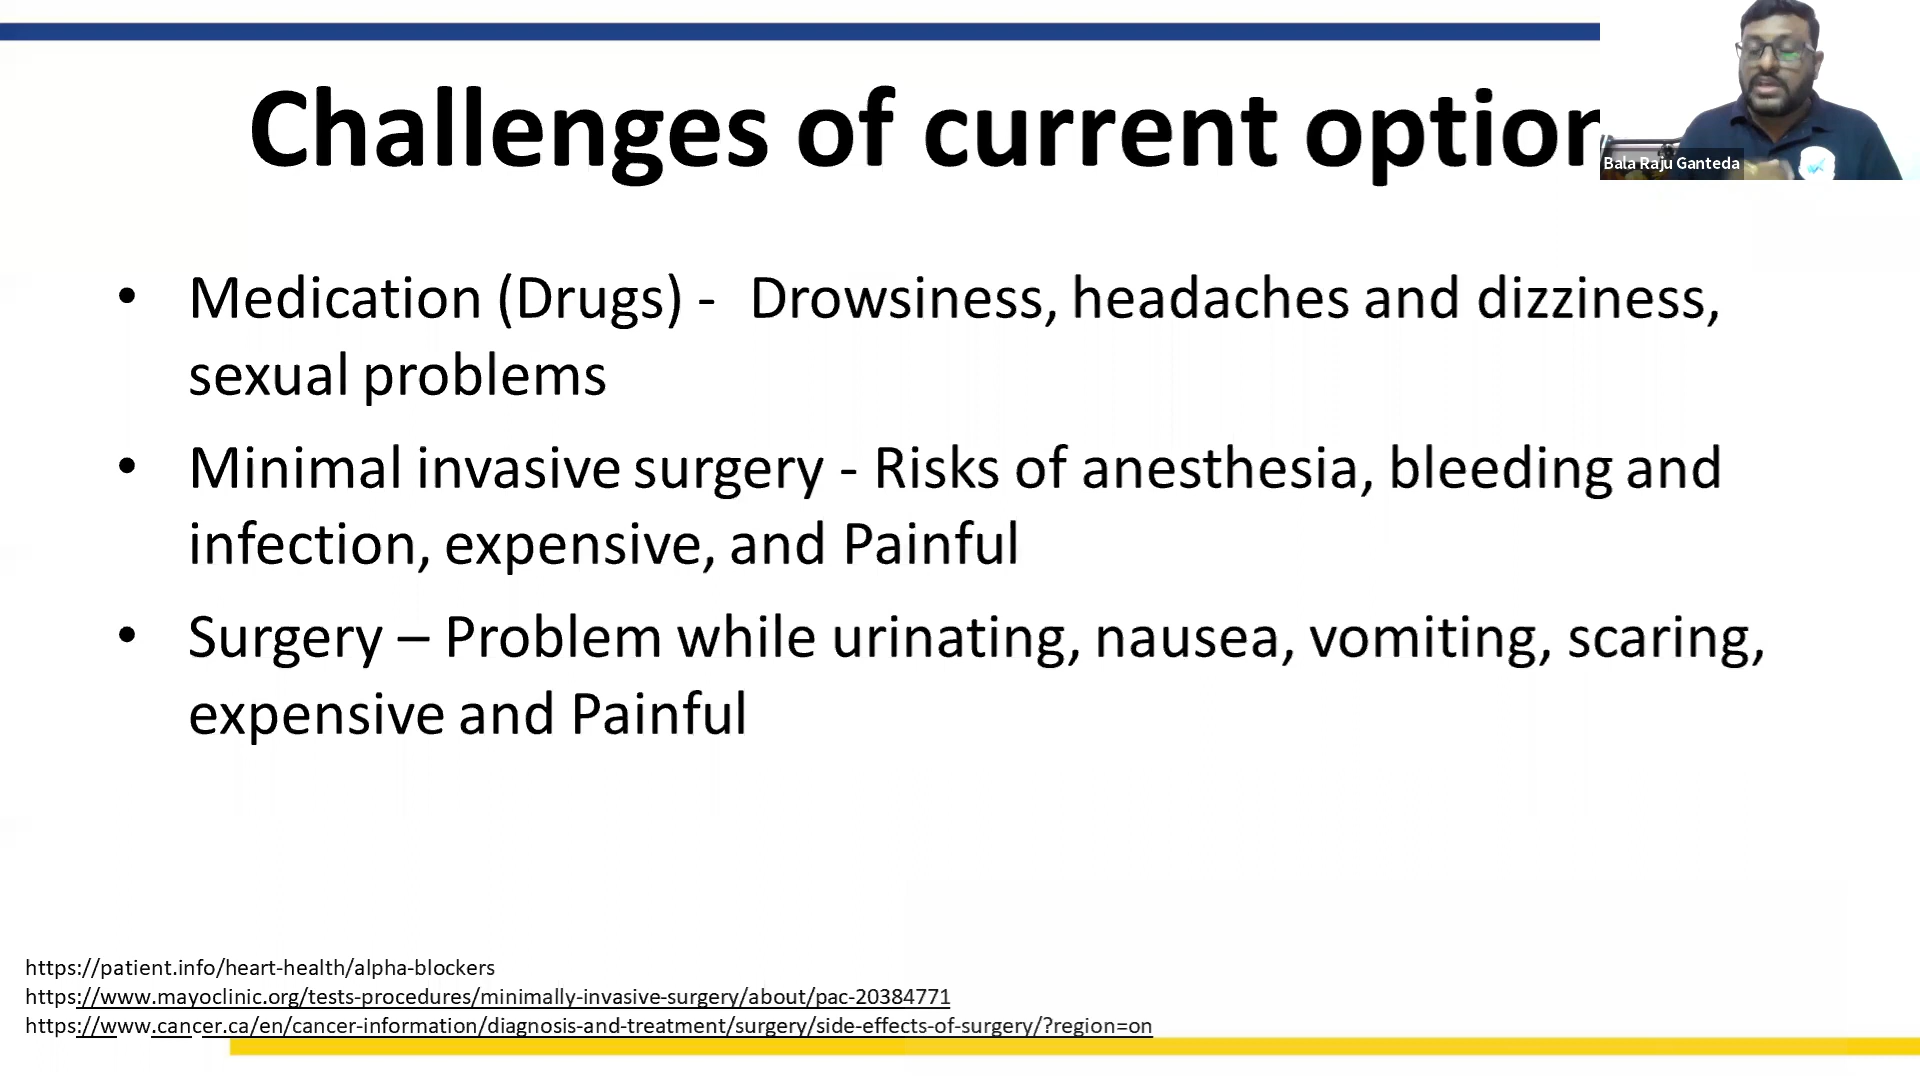 Challenges of current option
Bala Raju Ganteda
• Medication (Drugs) - Drowsiness, headaches and dizziness,
sexual problems
• Minimal invasive surgery - Risks of anesthesia, bleeding and
infection, expensive, and Painful
• Surgery – Problem while urinating, nausea, vomiting, scaring,
expensive and Painful
https://patient.info/heart-health/alpha-blockers
https://www.mayoclinic.org/tests-procedures/minimally-invasive-surgery/about/pac-20384771
https://www.cancer.ca/en/cancer-information/diagnosis-and-treatment/surgery/side-effects-of-surgery/?region=on